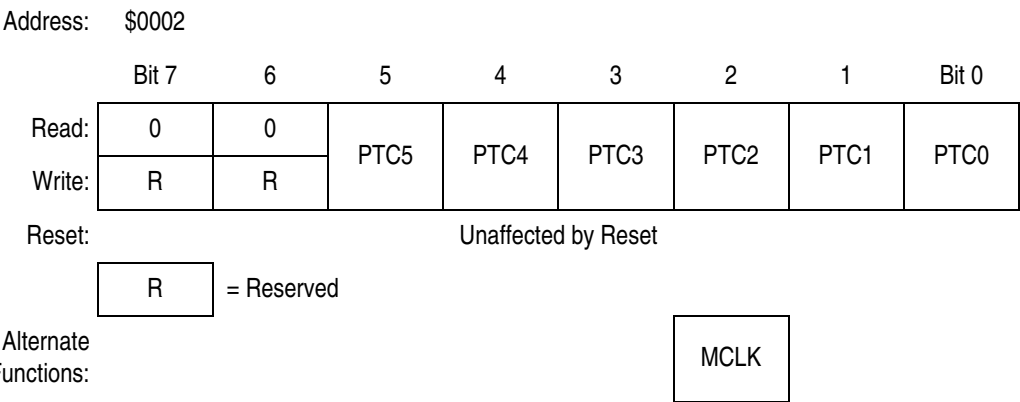 Address: $0002
Bit 7 6 5 4 3 2 1 Bit 0
Read: 0 0 PTC5 PTC4 PTC3 PTC2 PTC1 PTC0
Write: R R
Reset: Unaffected by Reset
R = Reserved
Alternate MCLK
unctions: